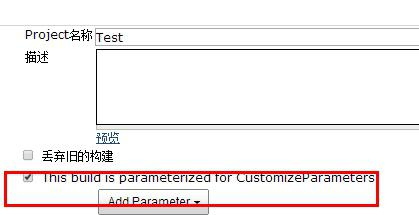 Project名称 Test
描述
预览
丢弃旧的构建
This build is parameterized for CustomizeParameters
Add Parameter